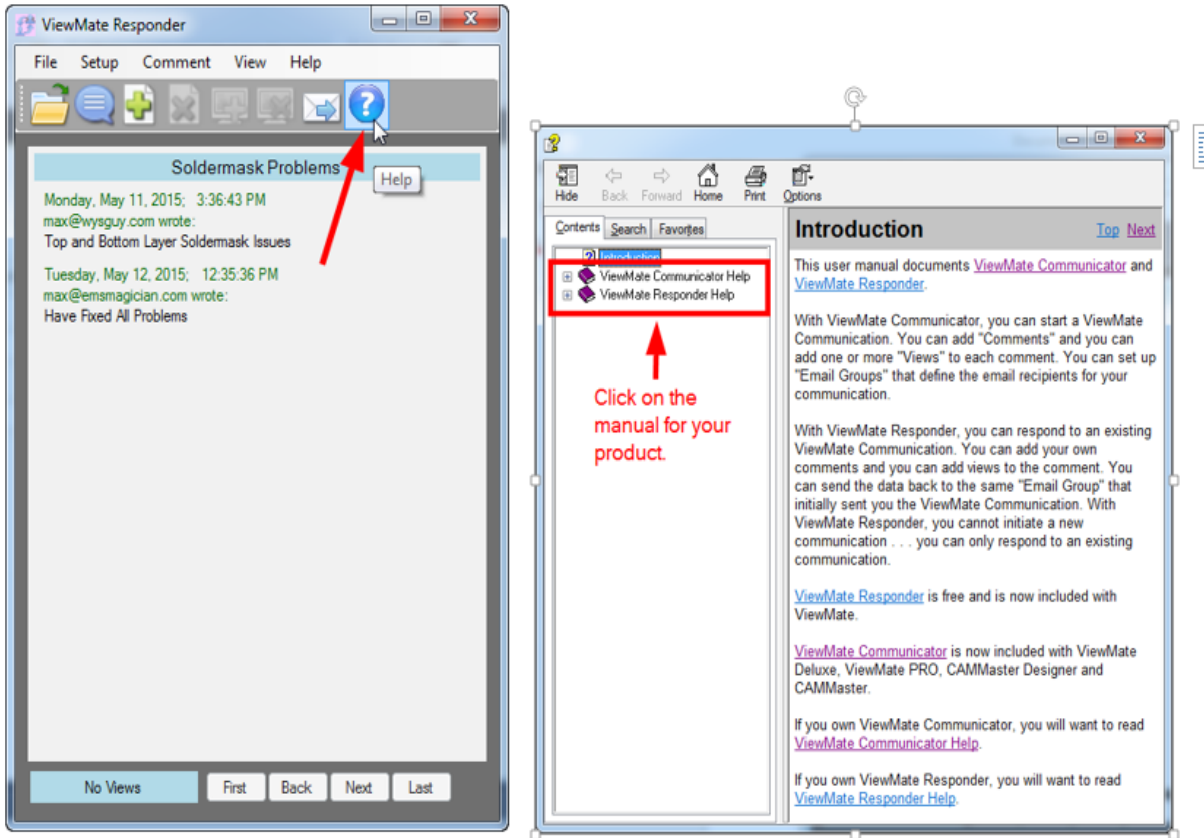 ViewMate Responder
File Setup Comment View Help
Soldermask Problems
Help
Monday, May 11, 2015; 3:36:43 PM
max@wysguy.com wrote:
Top and Bottom Layer Soldermask Issues
Tuesday, May 12, 2015; 12:35:36 PM
max@emsmagician.com wrote:
Have Fixed All Problems
No Views First Back Next Last
Hide Back Forward Home Print Options
Contents Search Favorites
Introduction
ViewMate Communicator Help
ViewMate Responder Help
Click on the
manual for your
product.
Introduction Top Next
This user manual documents ViewMate Communicator and
ViewMate Responder.
With ViewMate Communicator, you can start a ViewMate
Communication. You can add "Comments" and you can
add one or more "Views" to each comment. You can set up
"Email Groups" that define the email recipients for your
communication.
With ViewMate Responder, you can respond to an existing
ViewMate Communication. You can add your own
comments and you can add views to the comment. You
can send the data back to the same "Email Group" that
initially sent you the ViewMate Communication. With
ViewMate Responder, you cannot initiate a new
communication . . . you can only respond to an existing
communication.
ViewMate Responder is free and is now included with
ViewMate.
ViewMate Communicator is now included with ViewMate
Deluxe, ViewMate PRO, CAMMaster Designer and
CAMMaster.
If you own ViewMate Communicator, you will want to read
ViewMate Communicator Help.
If you own ViewMate Responder, you will want to read
ViewMate Responder Help.